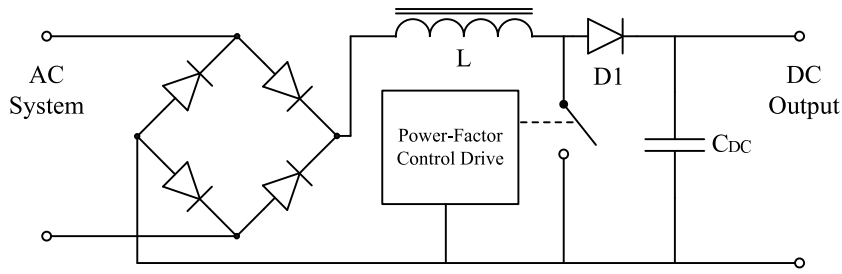 AC
System
L
D1
DC
Output
Power-Factor
Control Drive
CDC